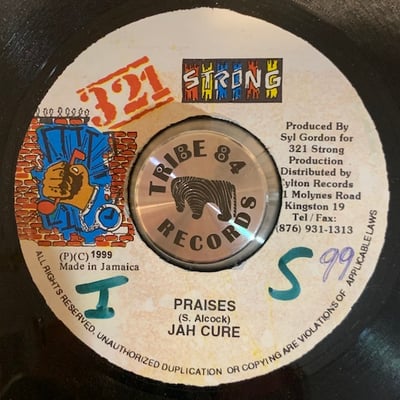 321
STRONG
Produced By
Syl Gordon for
321 Strong
Production
Distributed by
ylton Records
1 Molynes Road
Kingston 19
Tel / Fax:
(876) 931-1313
TRIBE 84
RECORDS
(P)(C) 1999
Made in Jamaica
I
S 99
PRAISES
(S. Alcock)
JAH CURE
ALL RIGHTS RESERVED. UNAUTHORIZED DUPLICATION OR COPYING ARE VIOLATIONS OF APPLICABLE LAWS